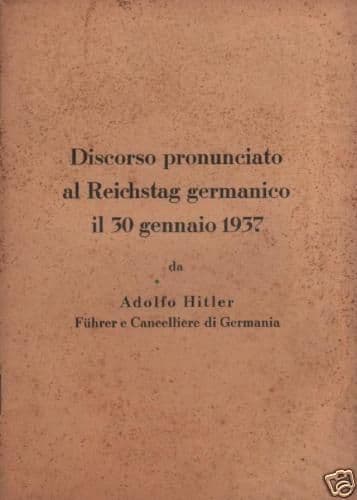 Discorso pronunciato
al Reichstag germanico
il 30 gennaio 1937
da
Adolfo Hitler
Führer e Cancelliere di Germania